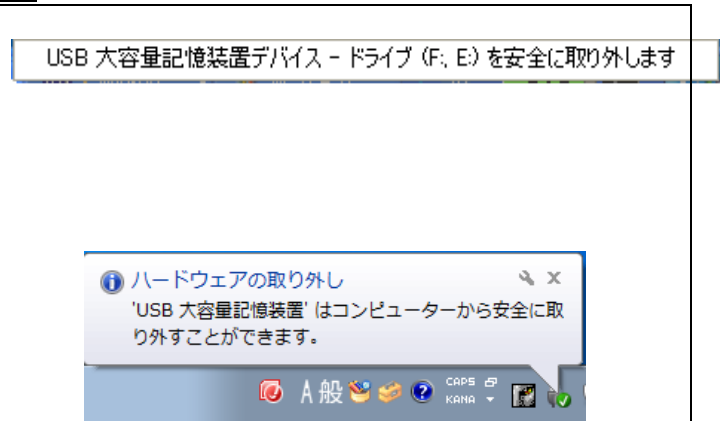 USB 大容量記憶装置デバイス - ドライブ (F:, E:) を安全に取り外します
ハードウェアの取り外し
'USB 大容量記憶装置' はコンピューターから安全に取
り外すことができます。
A 般
CAPS
KANA